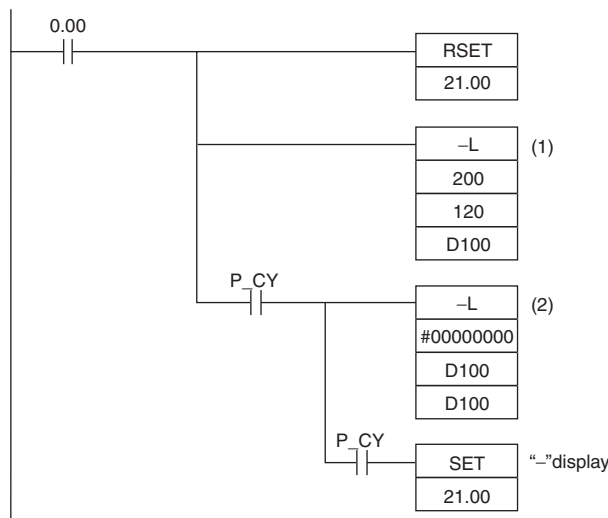 0.00
RSET
21.00
–L (1)
200
120
D100
P_CY
–L (2)
#00000000
D100
D100
P_CY
SET “–”display
21.00